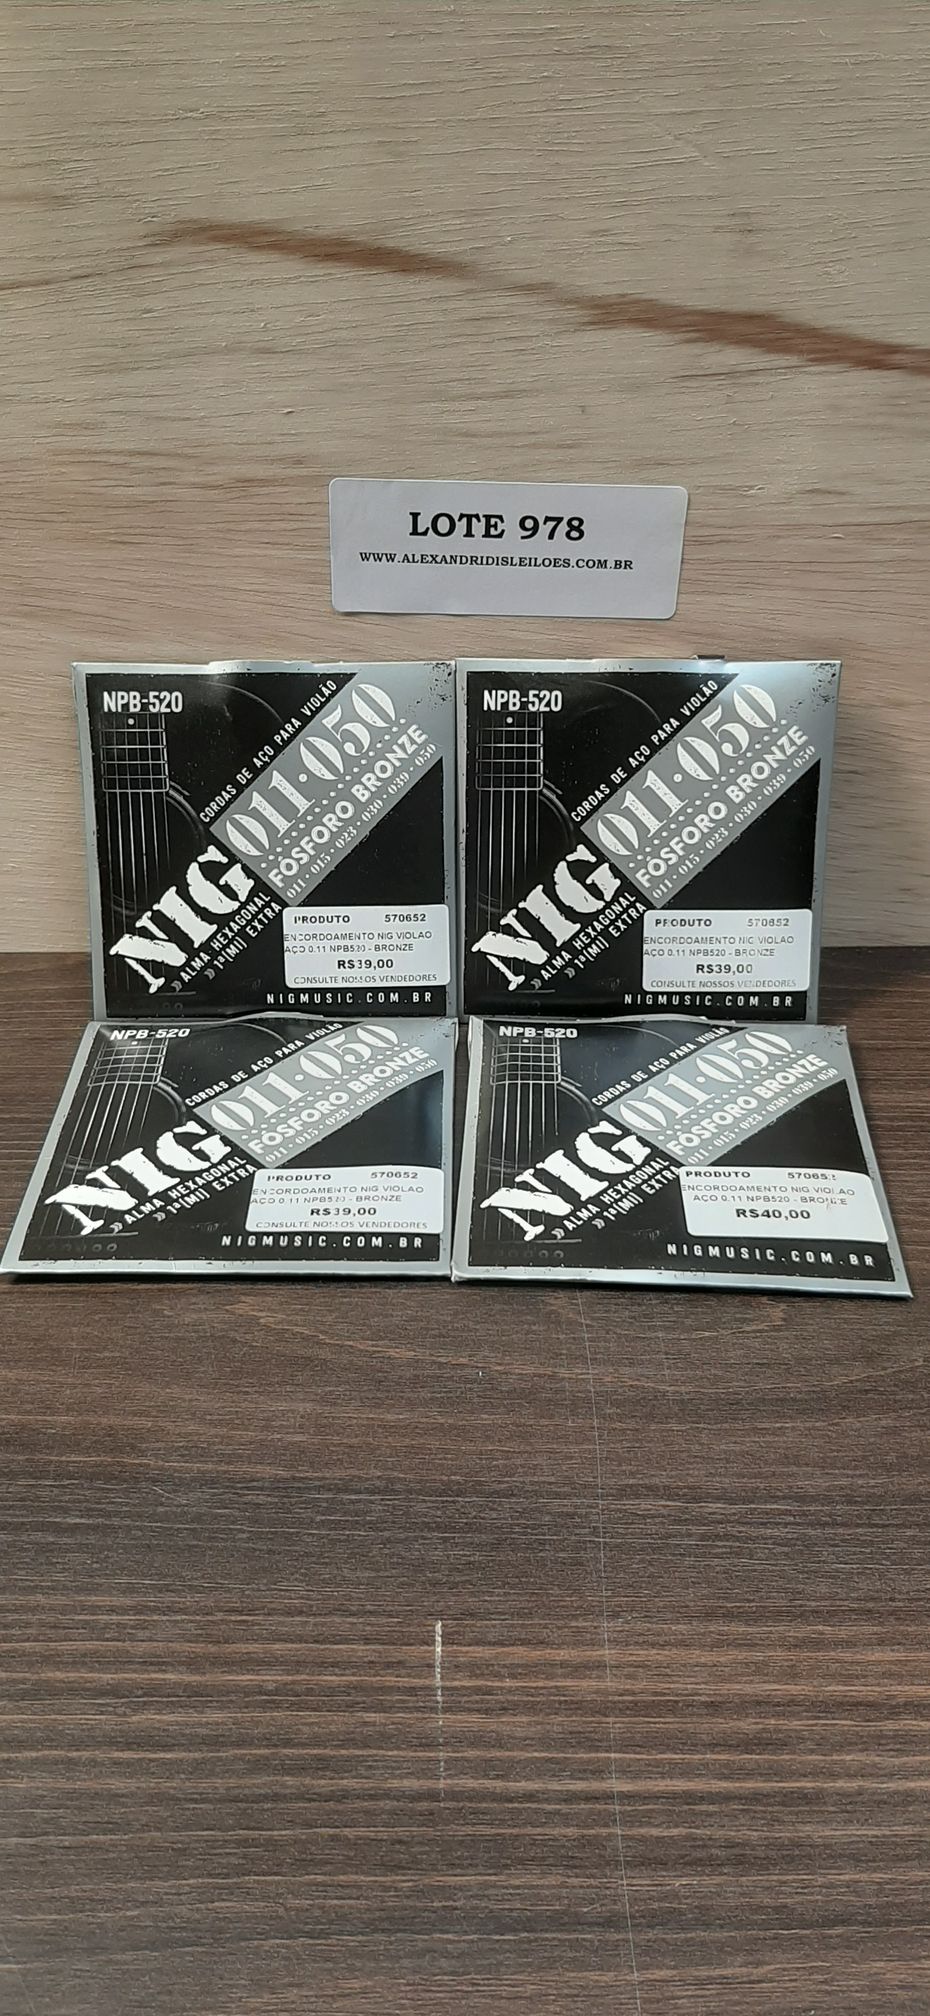 LOTE 978
WWW.ALEXANDRIDISLEILOES.COM.BR
NPB-520
CORDAS DE AÇO PARA VIOLÃO
011·050
FÓSFORO BRONZE
011 · 015 · 023 · 030 · 039 · 050
NIG
» ALMA HEXAGONAL
» 1ª(MI) EXTRA
PRODUTO 570652
ENCORDOAMENTO NIG VIOLAO
AÇO 0.11 NPB520 - BRONZE
R$39,00
CONSULTE NOSSOS VENDEDORES
NIGMUSIC.COM.BR
NPB-520
CORDAS DE AÇO PARA VIOLÃO
011·050
FÓSFORO BRONZE
011 · 015 · 023 · 030 · 039 · 050
NIG
» ALMA HEXAGONAL
» 1ª(MI) EXTRA
PRODUTO 570652
ENCORDOAMENTO NIG VIOLAO
AÇO 0.11 NPB520 - BRONZE
R$39,00
CONSULTE NOSSOS VENDEDORES
NIGMUSIC.COM.BR
NPB-520
CORDAS DE AÇO PARA VIOLÃO
011·050
FÓSFORO BRONZE
011 · 015 · 023 · 030 · 039 · 050
NIG
» ALMA HEXAGONAL
» 1ª(MI) EXTRA
PRODUTO 570652
ENCORDOAMENTO NIG VIOLAO
AÇO 0.11 NPB520 - BRONZE
R$39,00
CONSULTE NOSSOS VENDEDORES
NIGMUSIC.COM.BR
NPB-520
CORDAS DE AÇO PARA VIOLÃO
011·050
FÓSFORO BRONZE
011 · 015 · 023 · 030 · 039 · 050
NIG
» ALMA HEXAGONAL
» 1ª(MI) EXTRA
PRODUTO 570652
ENCORDOAMENTO NIG VIOLAO
AÇO 0.11 NPB520 - BRONZE
R$40,00
NIGMUSIC.COM.BR